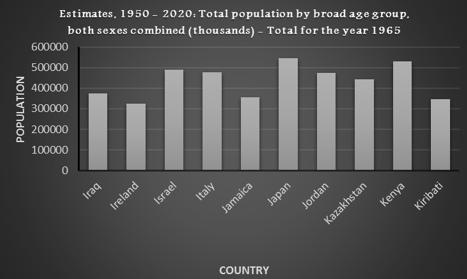 Estimates, 1950 - 2020: Total population by broad age group,
both sexes combined (thousands) - Total for the year 1965
600000
500000
400000
300000
200000
100000
0
POPULATION
Iraq
Ireland
Israel
Italy
Jamaica
Japan
Jordan
Kazakhstan
Kenya
Kiribati
COUNTRY